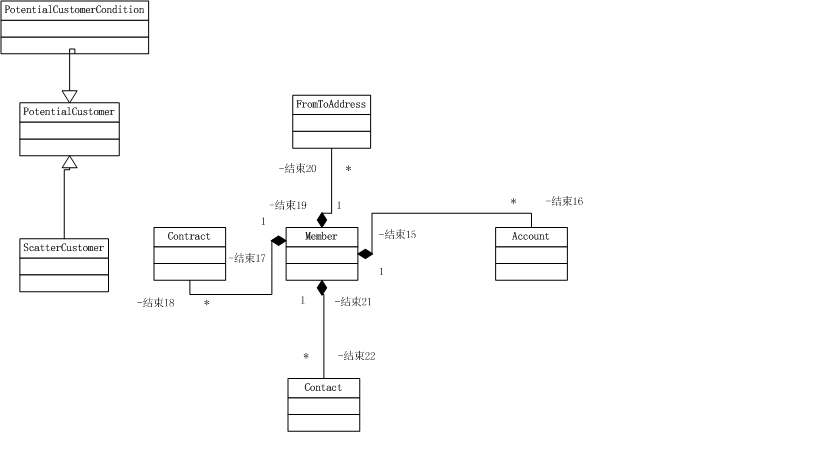 PotentialCustomerCondition
FromToAddress
PotentialCustomer
-结束20
*
-结束19
1
1
-结束16
*
Contract
Member
-结束15
Account
ScatterCustomer
-结束17
1
-结束18
*
1
-结束21
*
-结束22
Contact